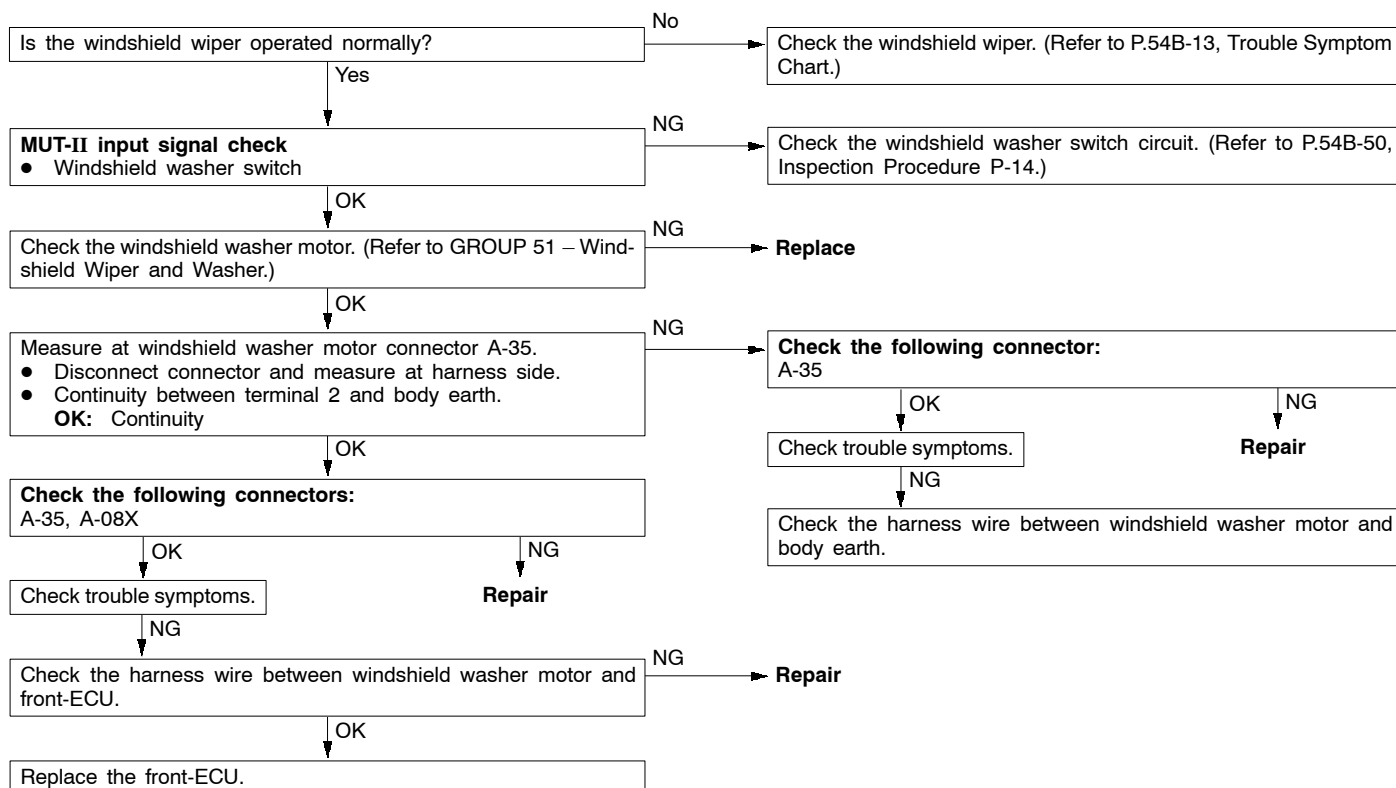 Is the windshield wiper operated normally?
No
Check the windshield wiper. (Refer to P.54B-13, Trouble Symptom
Chart.)
Yes
MUT-II input signal check
● Windshield washer switch
NG
Check the windshield washer switch circuit. (Refer to P.54B-50,
Inspection Procedure P-14.)
OK
Check the windshield washer motor. (Refer to GROUP 51 – Wind-
shield Wiper and Washer.)
NG
Replace
OK
Measure at windshield washer motor connector A-35.
● Disconnect connector and measure at harness side.
● Continuity between terminal 2 and body earth.
OK: Continuity
NG
Check the following connector:
A-35
OK
NG
Check trouble symptoms.
Repair
NG
Check the harness wire between windshield washer motor and
body earth.
OK
Check the following connectors:
A-35, A-08X
OK
NG
Check trouble symptoms.
Repair
NG
Check the harness wire between windshield washer motor and
front-ECU.
NG
Repair
OK
Replace the front-ECU.